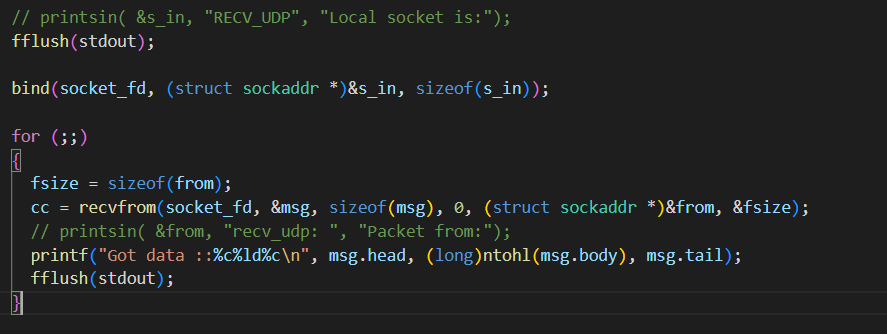 // printsin( &s_in, "RECV_UDP", "Local socket is:");
fflush(stdout);
bind(socket_fd, (struct sockaddr *)&s_in, sizeof(s_in));
for (;;)
{
fsize = sizeof(from);
cc = recvfrom(socket_fd, &msg, sizeof(msg), 0, (struct sockaddr *)&from, &fsize);
// printsin( &from, "recv_udp: ", "Packet from:");
printf("Got data ::%c%ld%c\n", msg.head, (long)ntohl(msg.body), msg.tail);
fflush(stdout);
}